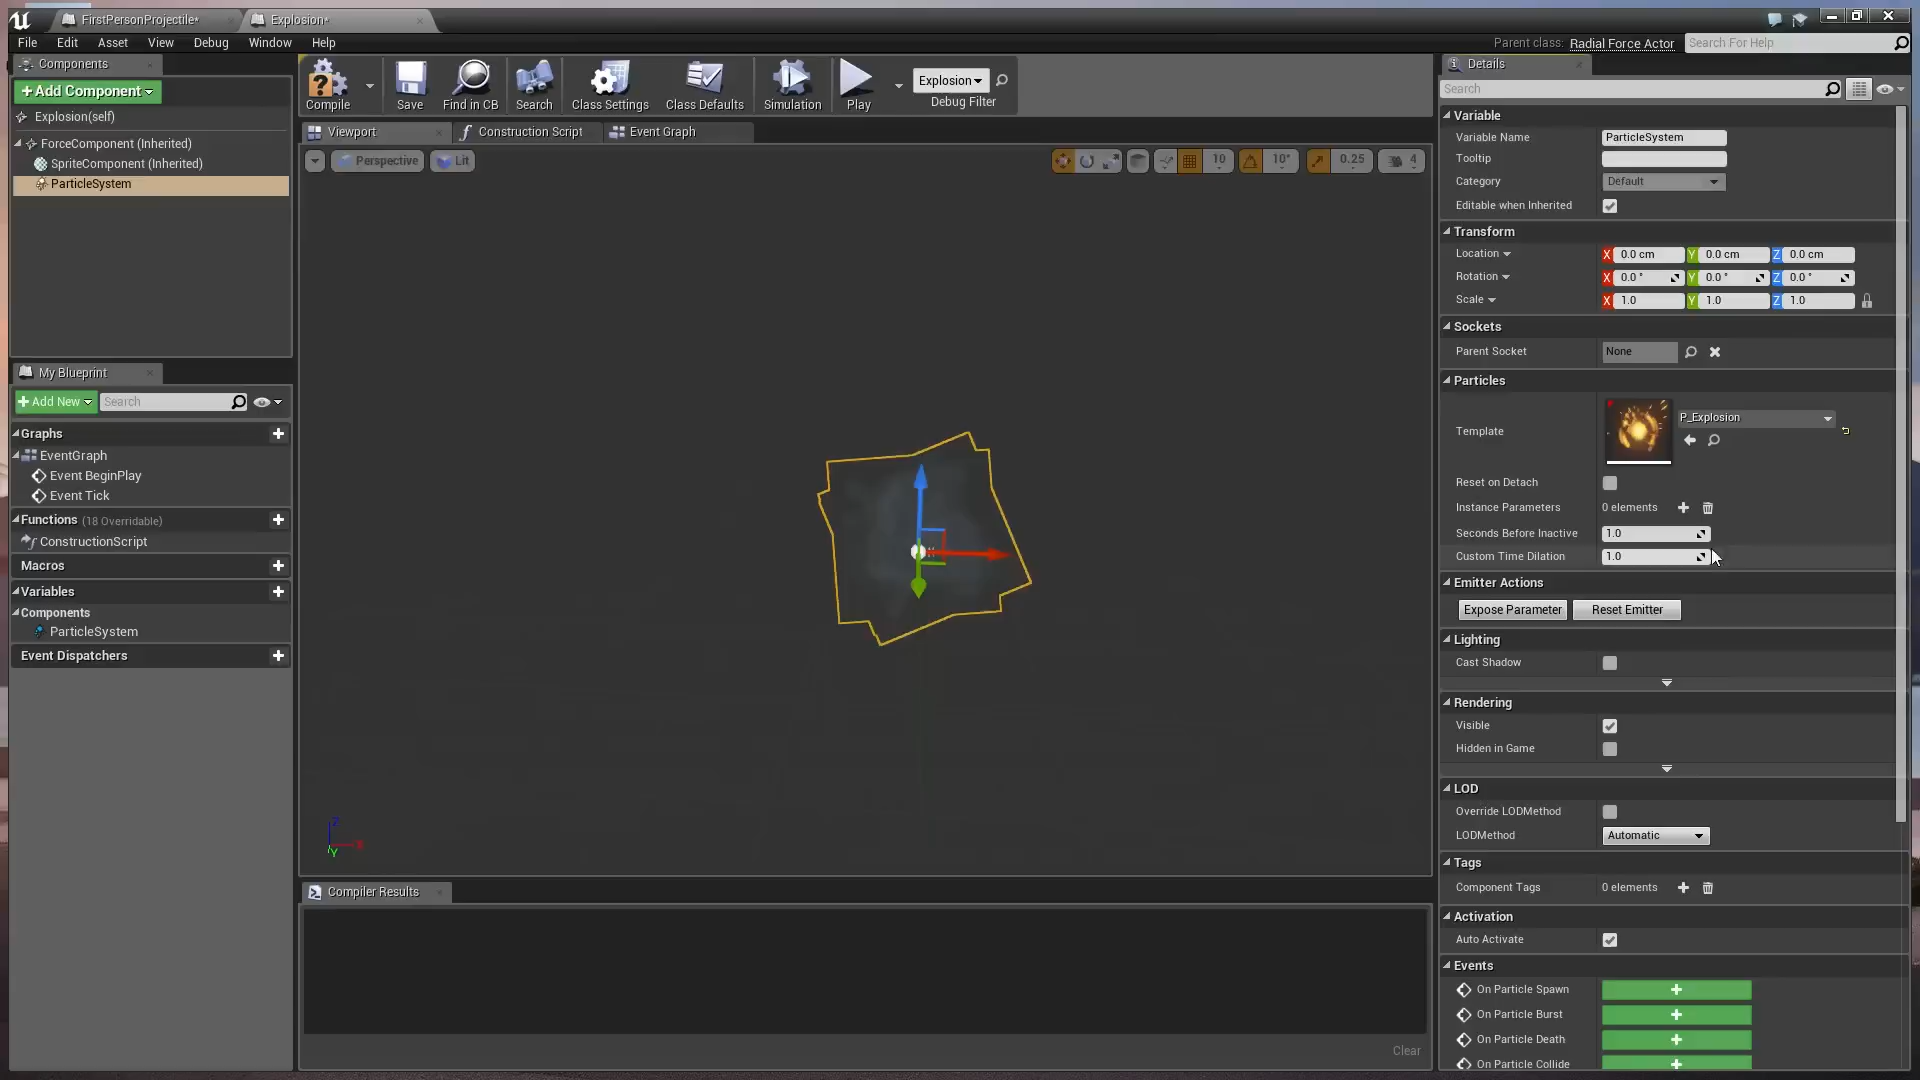 FirstPersonProjectile*
Explosion*
File Edit Asset View Debug Window Help
Parent class: Radial Force Actor
Search For Help
Components
+Add Component
Explosion(self)
ForceComponent (Inherited)
SpriteComponent (Inherited)
ParticleSystem
Compile
Save
Find in CB
Search
Class Settings
Class Defaults
Simulation
Play
Explosion
Debug Filter
Viewport
Construction Script
Event Graph
Perspective
Lit
10
10°
0.25
4
My Blueprint
+Add New
Search
Graphs
EventGraph
Event BeginPlay
Event Tick
Functions (18 Overridable)
ConstructionScript
Macros
Variables
Components
ParticleSystem
Event Dispatchers
Z
X
Y
Compiler Results
Clear
Details
Search
Variable
Variable Name ParticleSystem
Tooltip
Category Default
Editable when Inherited
Transform
Location X 0.0 cm Y 0.0 cm Z 0.0 cm
Rotation X 0.0 ° Y 0.0 ° Z 0.0 °
Scale X 1.0 Y 1.0 Z 1.0
Sockets
Parent Socket None
Particles
Template P_Explosion
Reset on Detach
Instance Parameters 0 elements
Seconds Before Inactive 1.0
Custom Time Dilation 1.0
Emitter Actions
Expose Parameter Reset Emitter
Lighting
Cast Shadow
Rendering
Visible
Hidden in Game
LOD
Override LODMethod
LODMethod Automatic
Tags
Component Tags 0 elements
Activation
Auto Activate
Events
On Particle Spawn
On Particle Burst
On Particle Death
On Particle Collide